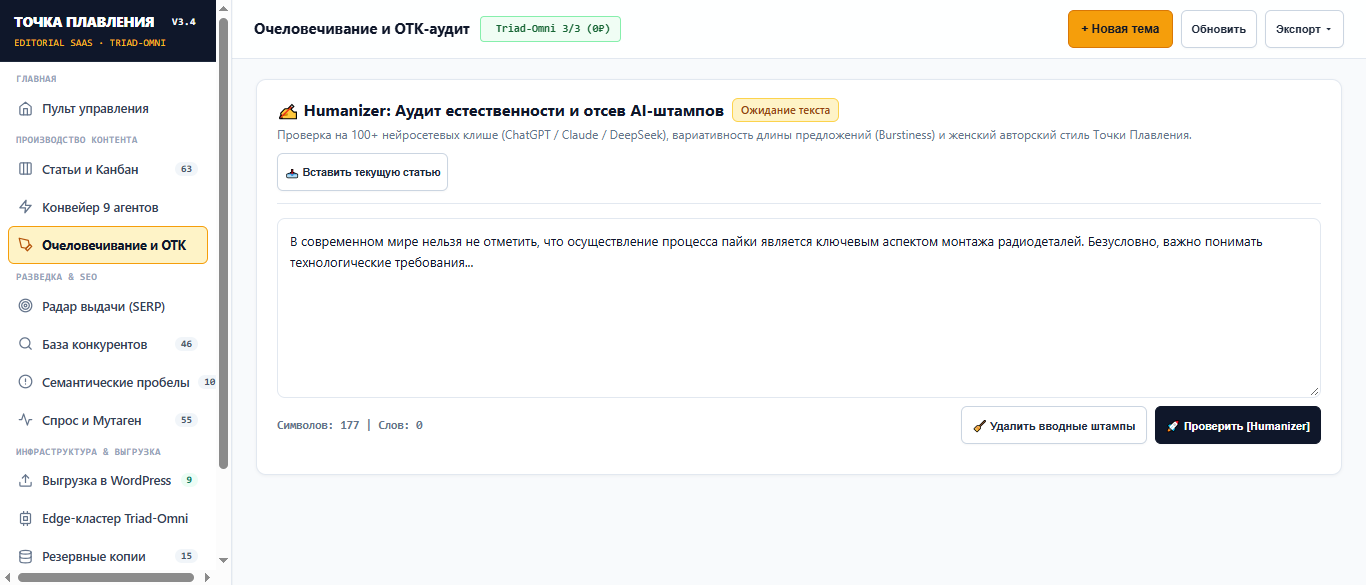 ТОЧКА ПЛАВЛЕНИЯ V3.4
EDITORIAL SAAS · TRIAD-OMNI
ГЛАВНАЯ
Пульт управления
ПРОИЗВОДСТВО КОНТЕНТА
Статьи и Канбан 63
Конвейер 9 агентов
Очеловечивание и ОТК
РАЗВЕДКА & SEO
Радар выдачи (SERP)
База конкурентов 46
Семантические пробелы 10
Спрос и Мутаген 55
ИНФРАСТРУКТУРА & ВЫГРУЗКА
Выгрузка в WordPress 9
Edge-кластер Triad-Omni
Резервные копии 15
Очеловечивание и ОТК-аудит Triad-Omni 3/3 (0₽)
+ Новая тема Обновить Экспорт
Humanizer: Аудит естественности и отсев AI-штампов Ожидание текста
Проверка на 100+ нейросетевых клише (ChatGPT / Claude / DeepSeek), вариативность длины предложений (Burstiness) и женский авторский стиль Точки Плавления.
Вставить текущую статью
В современном мире нельзя не отметить, что осуществление процесса пайки является ключевым аспектом монтажа радиодеталей. Безусловно, важно понимать
технологические требования...
Символов: 177 | Слов: 0
Удалить вводные штампы Проверить [Humanizer]